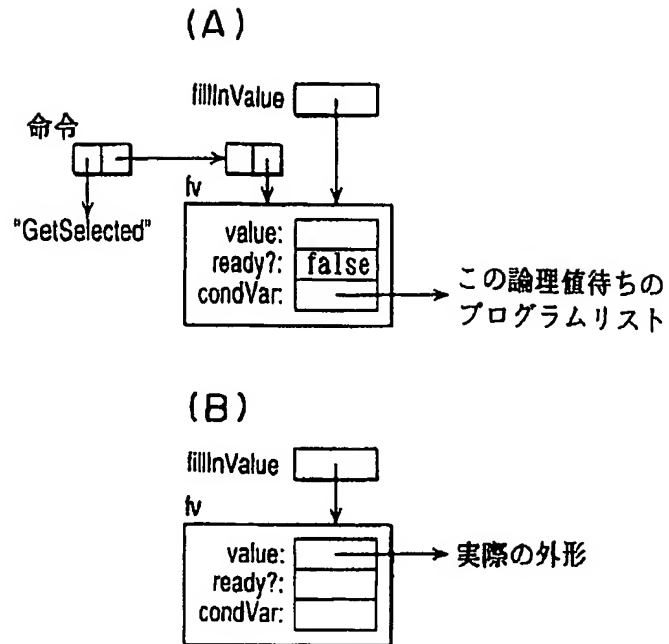 (A)
fillInValue
命令
fv
"GetSelected"
value:
ready?: false
condVar:
この論理値待ちの
プログラムリスト
(B)
fillInValue
fv
value:
実際の外形
ready?:
condVar: